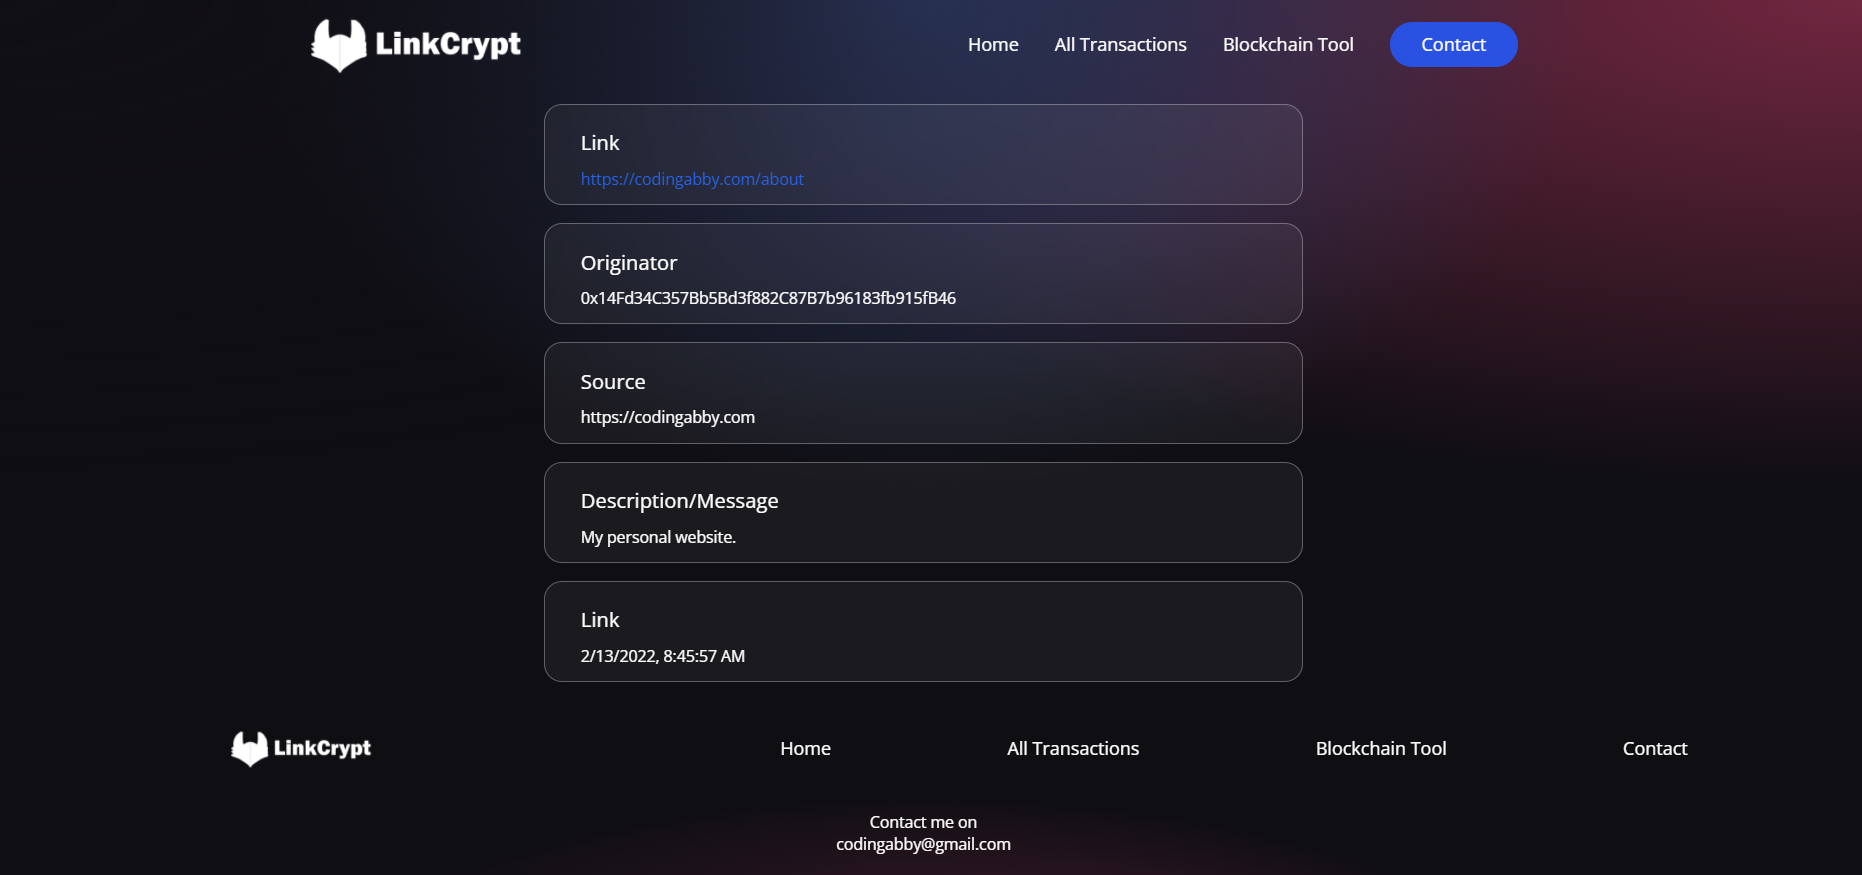 LinkCrypt
Home All Transactions Blockchain Tool Contact
Link
https://codingabby.com/about
Originator
0x14Fd34C357Bb5Bd3f882C87B7b96183fb915fB46
Source
https://codingabby.com
Description/Message
My personal website.
Link
2/13/2022, 8:45:57 AM
LinkCrypt
Home All Transactions Blockchain Tool Contact
Contact me on
codingabby@gmail.com